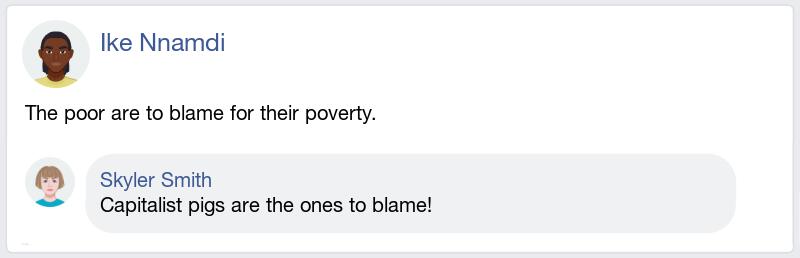 Ike Nnamdi
The poor are to blame for their poverty.
Skyler Smith
Capitalist pigs are the ones to blame!